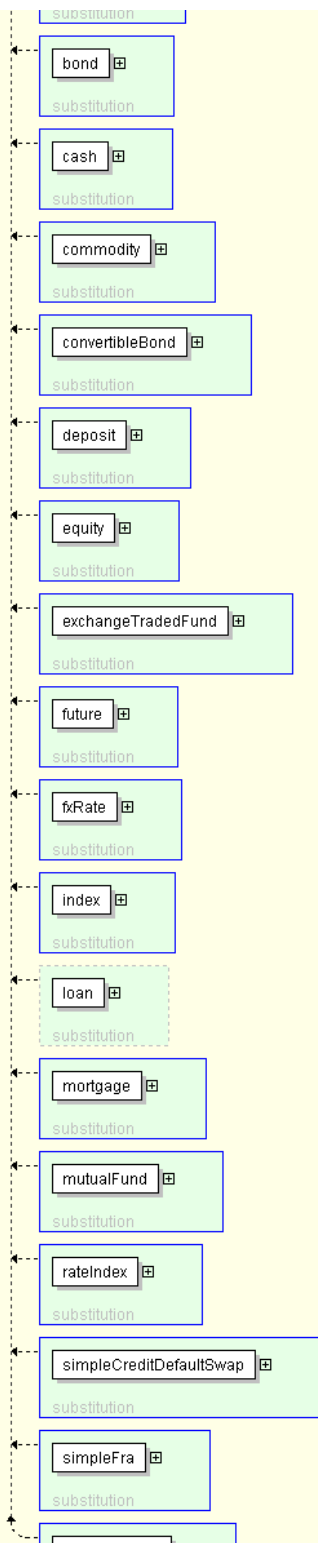 substitution
bond
substitution
cash
substitution
commodity
substitution
convertibleBond
substitution
deposit
substitution
equity
substitution
exchangeTradedFund
substitution
future
substitution
fxRate
substitution
index
substitution
loan
substitution
mortgage
substitution
mutualFund
substitution
rateIndex
substitution
simpleCreditDefaultSwap
substitution
simpleFra
substitution